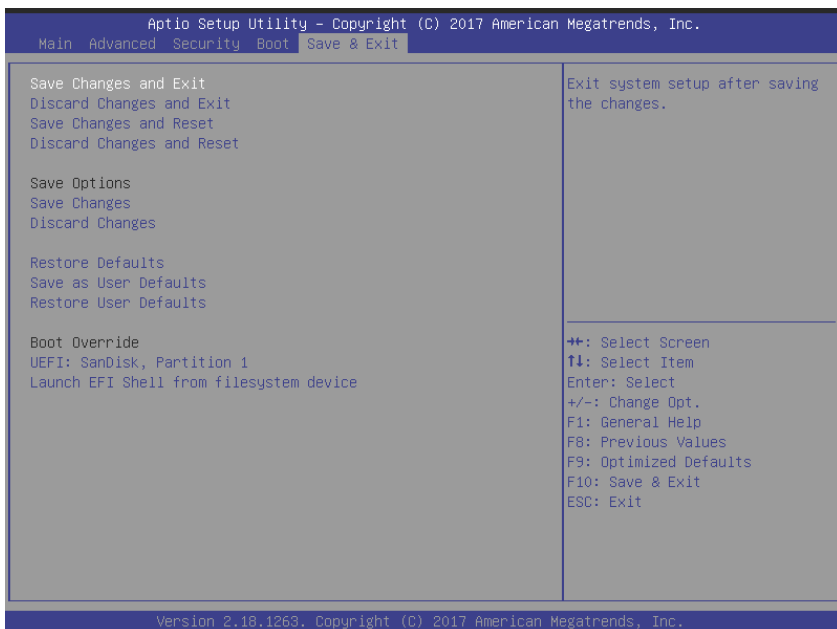 Aptio Setup Utility – Copyright (C) 2017 American Megatrends, Inc.
Main Advanced Security Boot Save & Exit
Save Changes and Exit
Discard Changes and Exit
Save Changes and Reset
Discard Changes and Reset
Save Options
Save Changes
Discard Changes
Restore Defaults
Save as User Defaults
Restore User Defaults
Boot Override
UEFI: SanDisk, Partition 1
Launch EFI Shell from filesystem device
Exit system setup after saving
the changes.
→←: Select Screen
↑↓: Select Item
Enter: Select
+/-: Change Opt.
F1: General Help
F8: Previous Values
F9: Optimized Defaults
F10: Save & Exit
ESC: Exit
Version 2.18.1263. Copyright (C) 2017 American Megatrends, Inc.